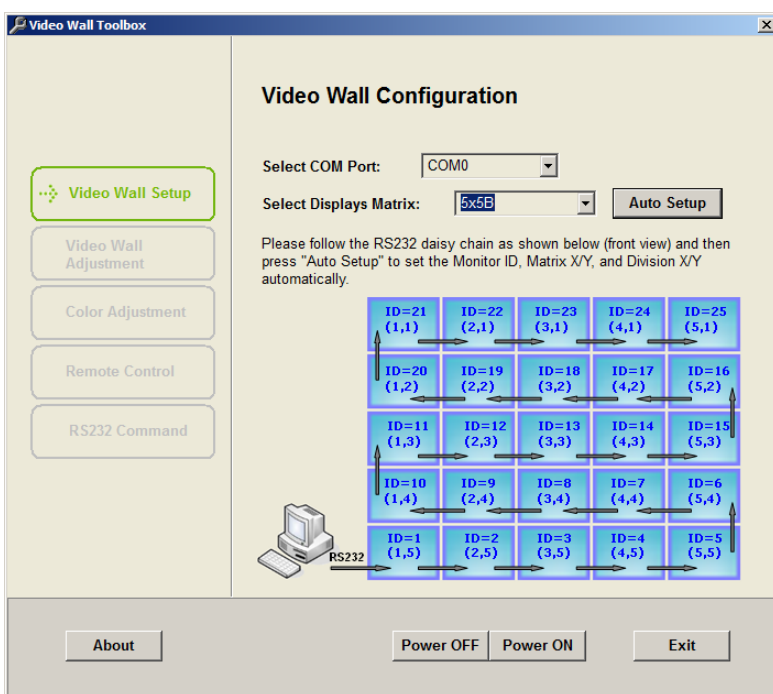 Video Wall Toolbox
Video Wall Configuration
Select COM Port: COM0
Select Displays Matrix: 5x5B Auto Setup
Please follow the RS232 daisy chain as shown below (front view) and then
press "Auto Setup" to set the Monitor ID, Matrix X/Y, and Division X/Y
automatically.
Video Wall Setup
Video Wall
Adjustment
Color Adjustment
Remote Control
RS232 Command
ID=21 ID=22 ID=23 ID=24 ID=25
(1,1) (2,1) (3,1) (4,1) (5,1)
ID=20 ID=19 ID=18 ID=17 ID=16
(1,2) (2,2) (3,2) (4,2) (5,2)
ID=11 ID=12 ID=13 ID=14 ID=15
(1,3) (2,3) (3,3) (4,3) (5,3)
ID=10 ID=9 ID=8 ID=7 ID=6
(1,4) (2,4) (3,4) (4,4) (5,4)
ID=1 ID=2 ID=3 ID=4 ID=5
(1,5) (2,5) (3,5) (4,5) (5,5)
RS232
About Power OFF Power ON Exit